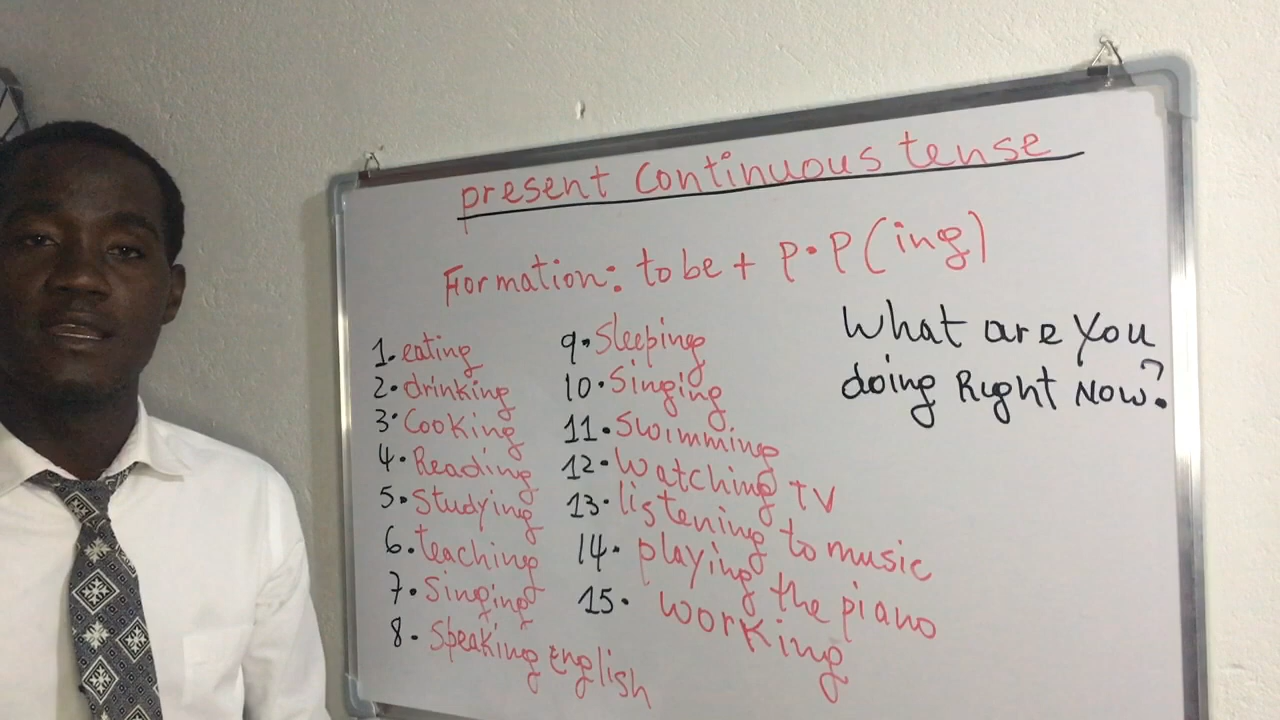 present Continuous tense
Formation: to be + p.p (ing)
1. eating
2. drinking
3. Cooking
4. Reading
5. Studying
6. teaching
7. Singing
8. Speaking English
9. Sleeping
10. Singing
11. Swimming
12. Watching TV
13. listening to music
14. playing the piano
15. working
What are You
doing Right Now?